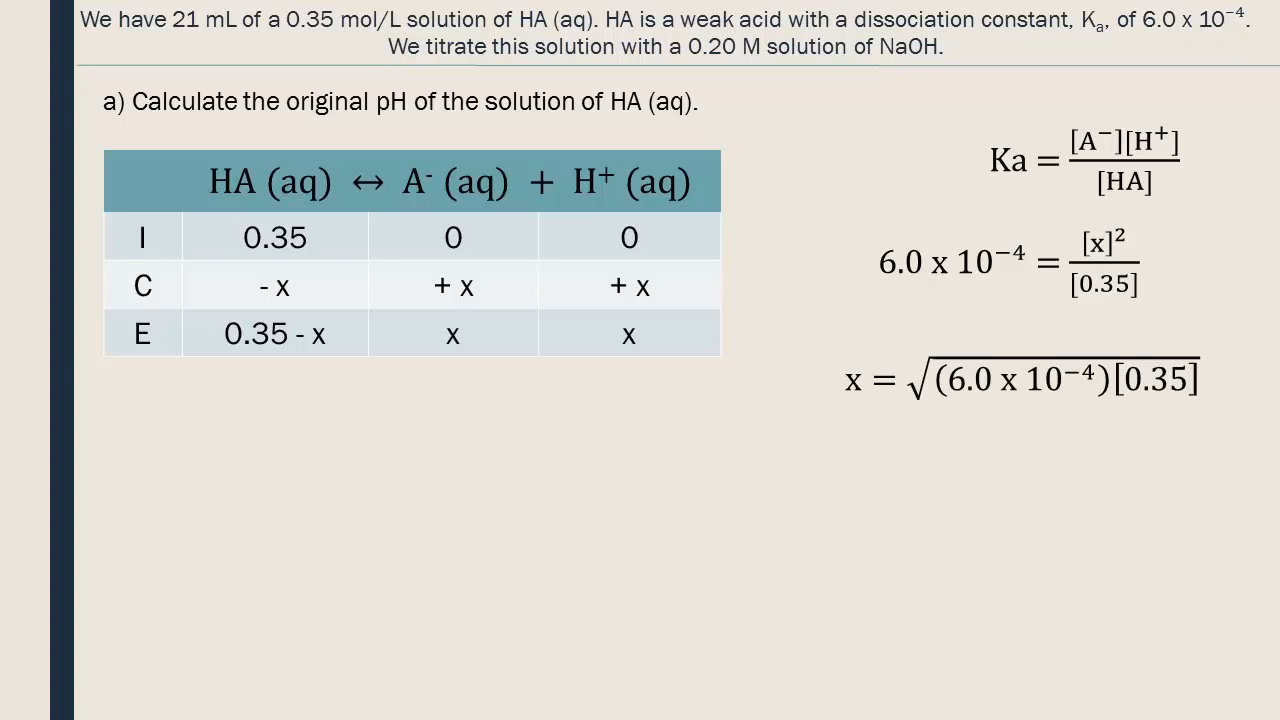 We have 21 mL of a 0.35 mol/L solution of HA (aq). HA is a weak acid with a dissociation constant, Kₐ, of 6.0 x 10⁻⁴.
We titrate this solution with a 0.20 M solution of NaOH.
a) Calculate the original pH of the solution of HA (aq).
HA (aq) ↔ A⁻ (aq) + H⁺ (aq)
I 0.35 0 0
C - x + x + x
E 0.35 - x x x
Ka = [A⁻][H⁺] / [HA]
6.0 x 10⁻⁴ = [x]² / [0.35]
x = √(6.0 x 10⁻⁴)[0.35]